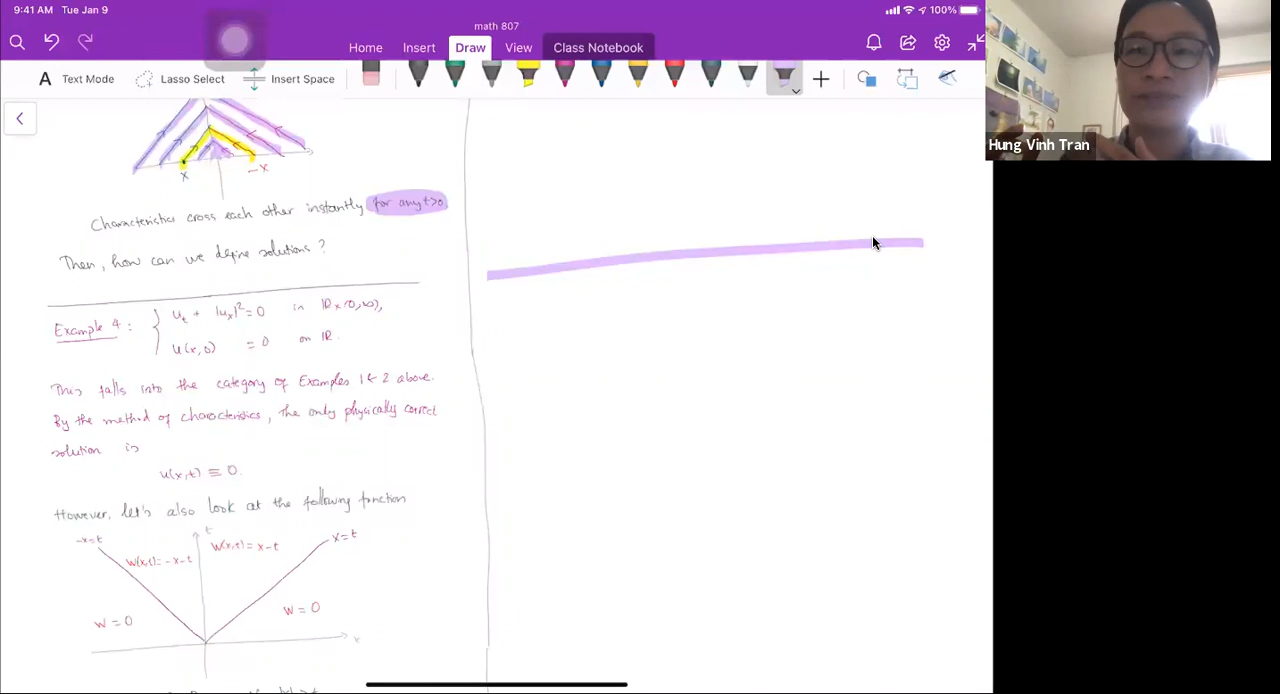 9:41 AM Tue Jan 9
100%
math 807
Home Insert Draw View Class Notebook
A Text Mode Lasso Select Insert Space
Hung Vinh Tran
x -x
Characteristics cross each other instantly for any t>0.
Then, how can we define solutions?
Example 4: { u_t + |u_x|^2 = 0 in ℝ×(0,∞),
u(x,0) = 0 on ℝ.
This falls into the category of Examples 1 & 2 above.
By the method of characteristics, the only physically correct
solution is
u(x,t) ≡ 0.
However, let's also look at the following function
-x=t t x=t
W(x,t)= -x-t W(x,t)= x-t
W=0 W=0
x